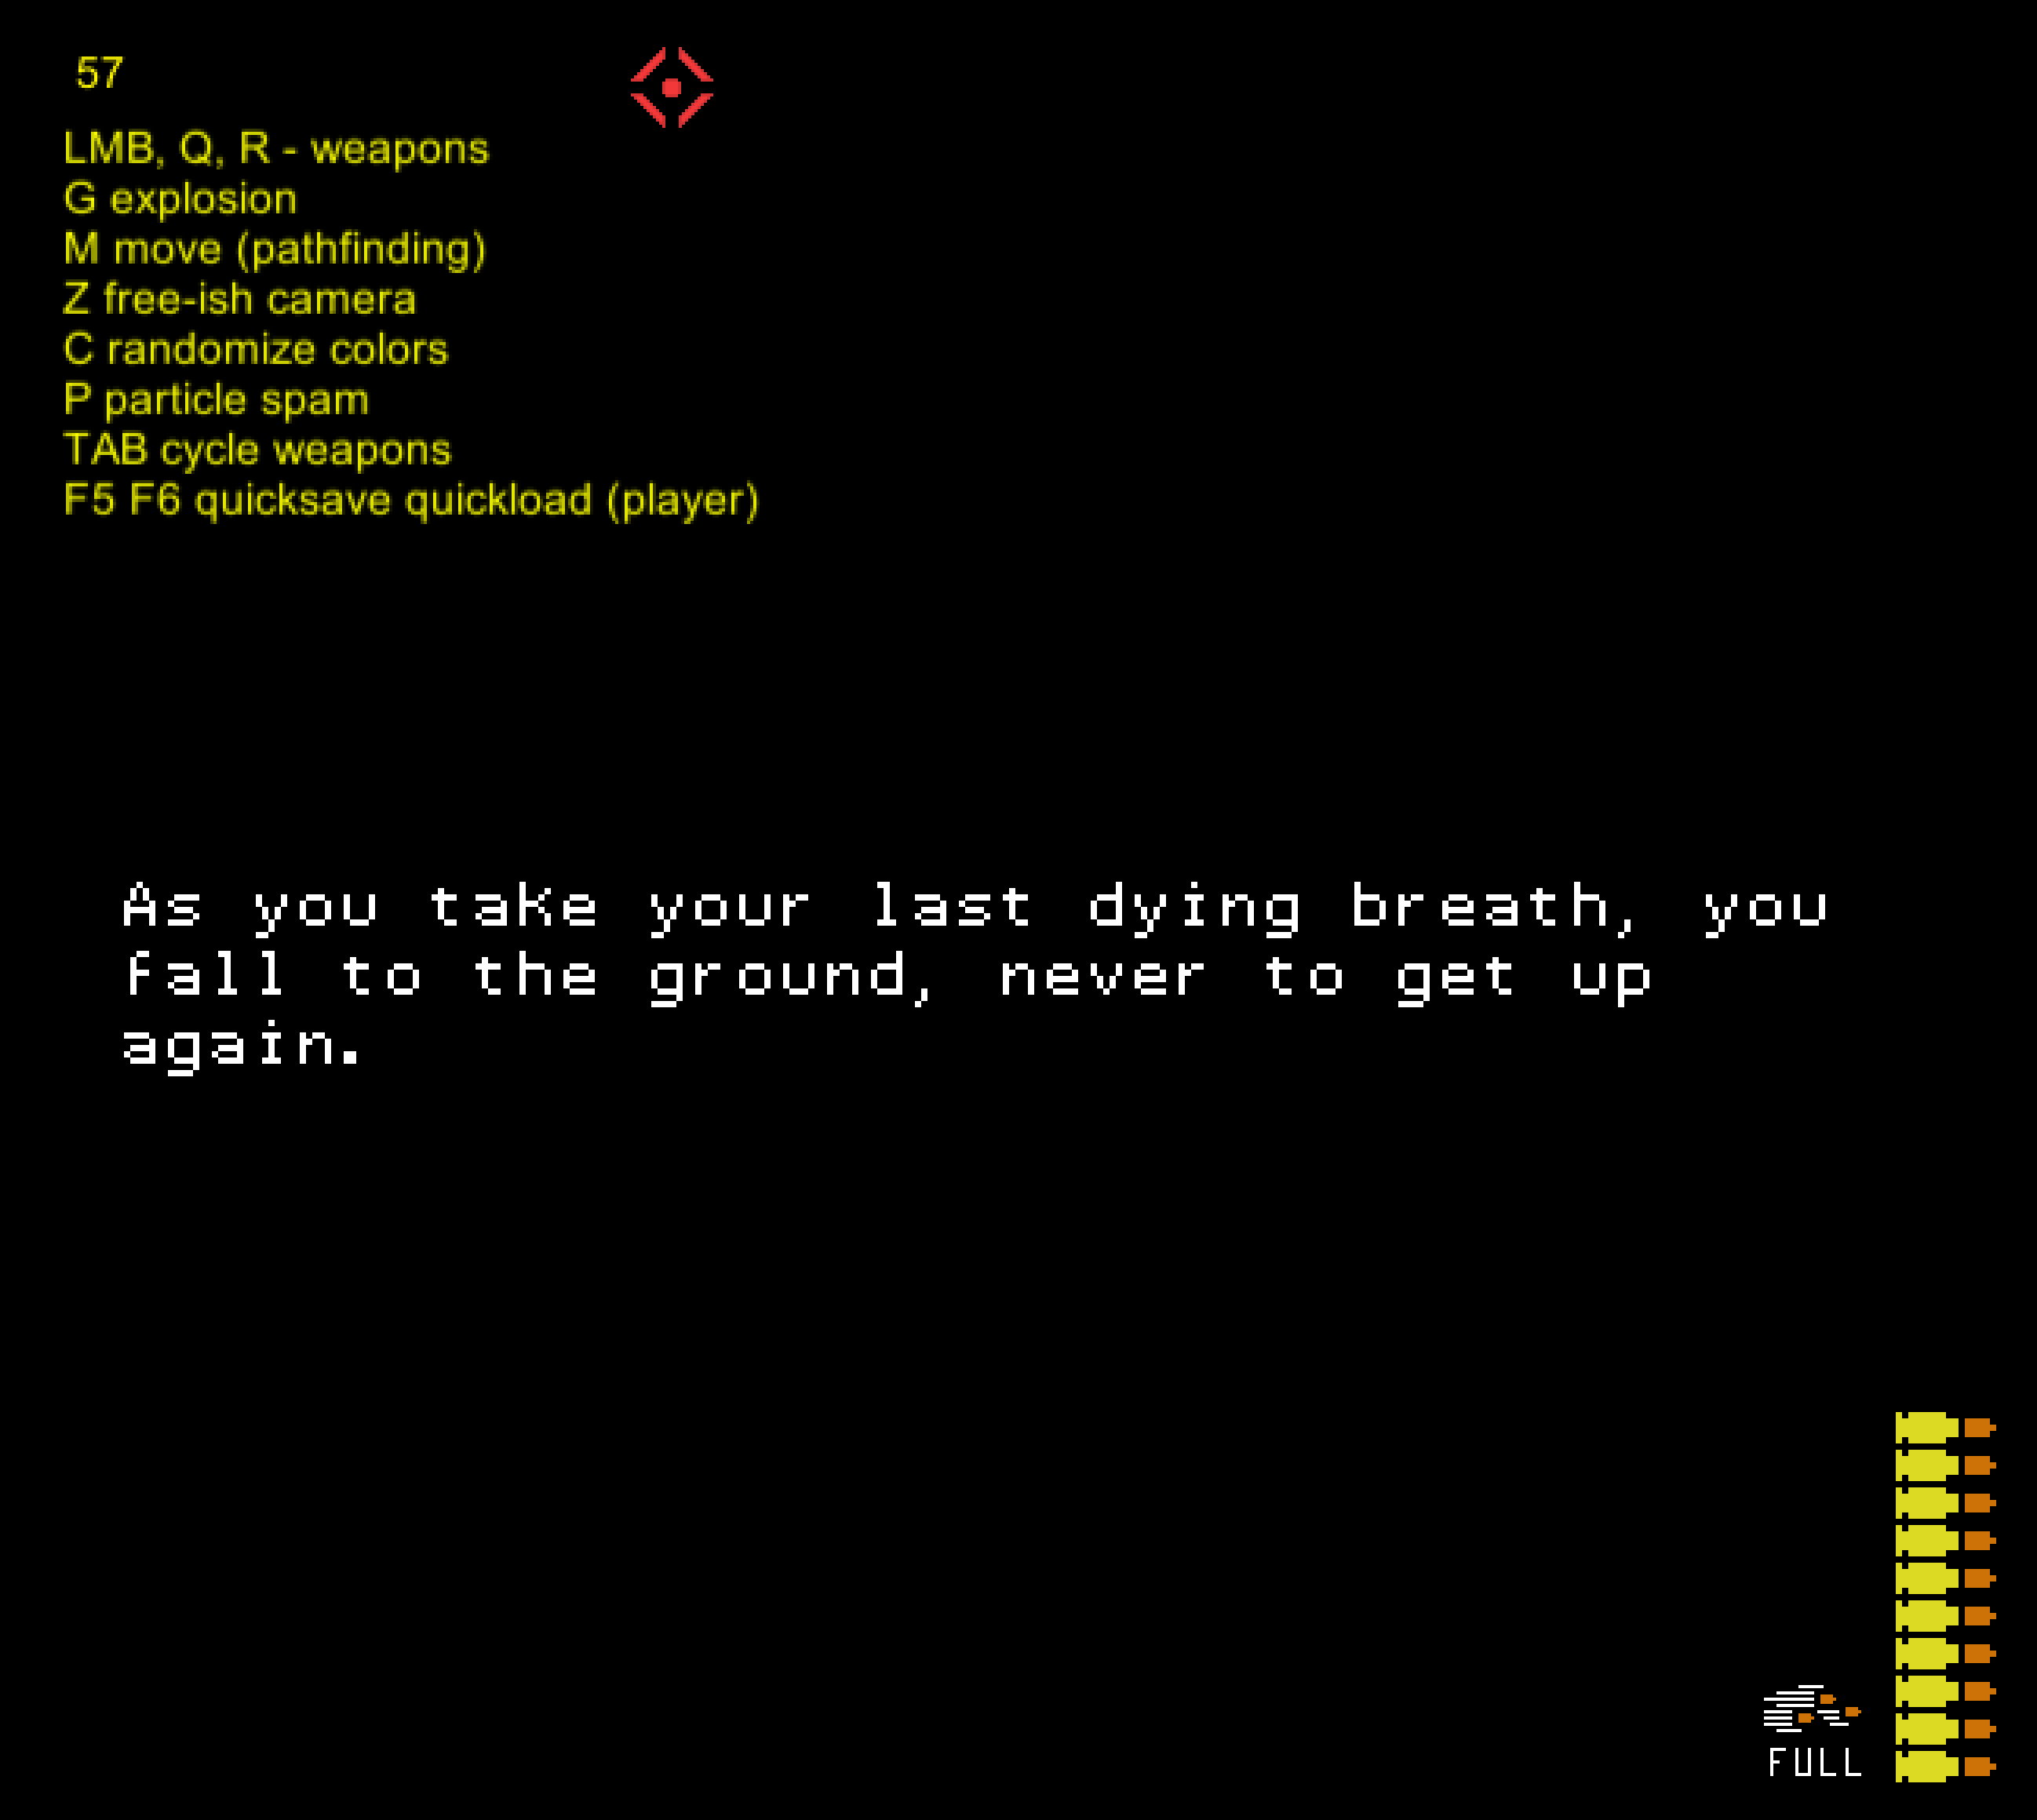 57
LMB, Q, R - weapons
G explosion
M move (pathfinding)
Z free-ish camera
C randomize colors
P particle spam
TAB cycle weapons
F5 F6 quicksave quickload (player)
As you take your last dying breath, you
fall to the ground, never to get up
again.
FULL